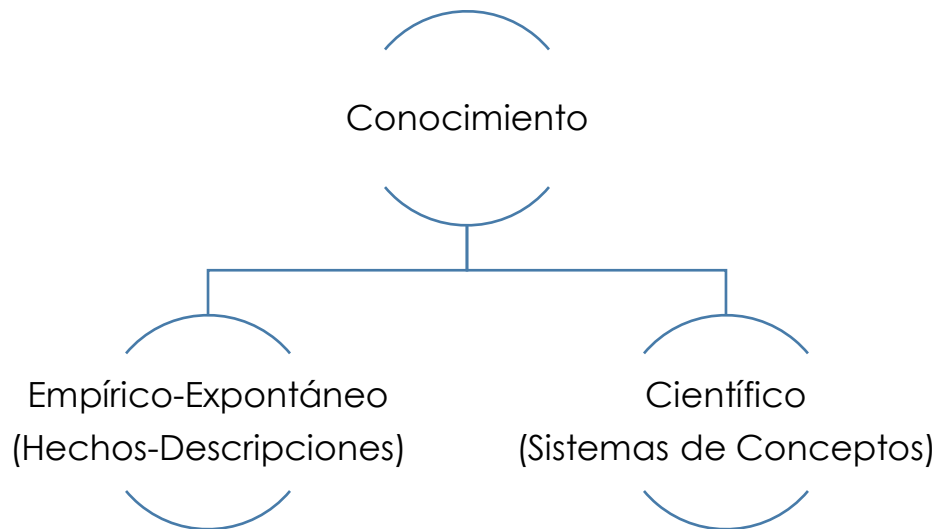 Conocimiento
Empírico-Expontáneo
(Hechos-Descripciones)
Científico
(Sistemas de Conceptos)